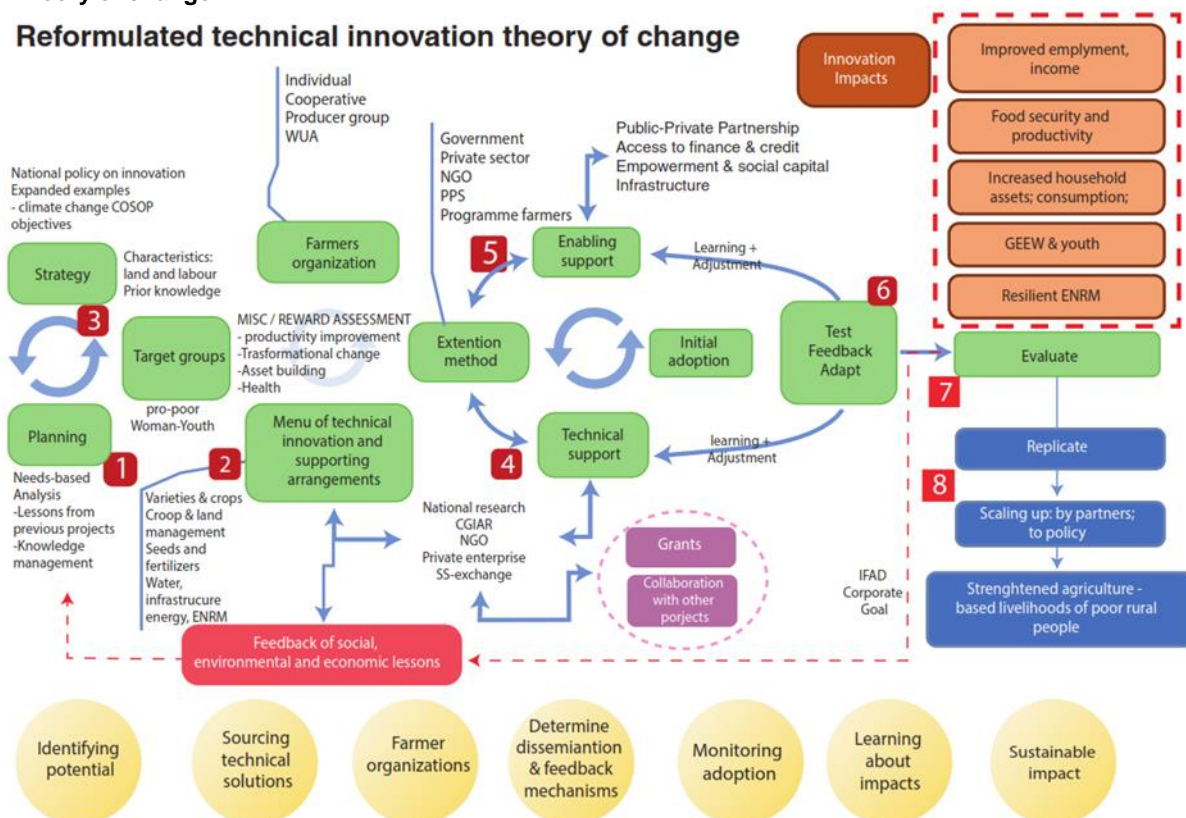 Reformulated technical innovation theory of change
Individual
Cooperative
Producer group
WUA
Government
Private sector
NGO
PPS
Programme farmers
Public-Private Partnership
Access to finance & credit
Empowerment & social capital
Infrastructure
Innovation
Impacts
Improved emplyment,
income
Food security and
productivity
Increased household
assets; consumption;
GEEW & youth
Resilient ENRM
National policy on innovation
Expanded examples
- climate change COSOP
objectives
Strategy
3
Characteristics:
land and labour
Prior knowledge
Farmers
organization
Target groups
pro-poor
Woman-Youth
MISC / REWARD ASSESSMENT
- productivity improvement
-Trasformational change
-Asset building
-Health
Planning
1
Needs-based
Analysis
-Lessons from
previous projects
-Knowledge
management
2
Menu of technical
innovation and
supporting
arrangements
Varieties & crops
Croop & land
management
Seeds and
fertilizers
Water,
infrastrucure
energy, ENRM
5
Enabling
support
Extention
method
Initial
adoption
4
Technical
support
Learning +
Adjustment
learning +
Adjustment
6
Test
Feedback
Adapt
National research
CGIAR
NGO
Private enterprise
SS-exchange
Grants
Collaboration
with other
porjects
Feedback of social,
environmental and economic lessons
IFAD
Corporate
Goal
Evaluate
7
Replicate
8
Scaling up: by partners;
to policy
Strenghtened agriculture -
based livelihoods of poor rural
people
Identifying
potential
Sourcing
technical
solutions
Farmer
organizations
Determine
dissemiantion
& feedback
mechanisms
Monitoring
adoption
Learning
about
impacts
Sustainable
impact